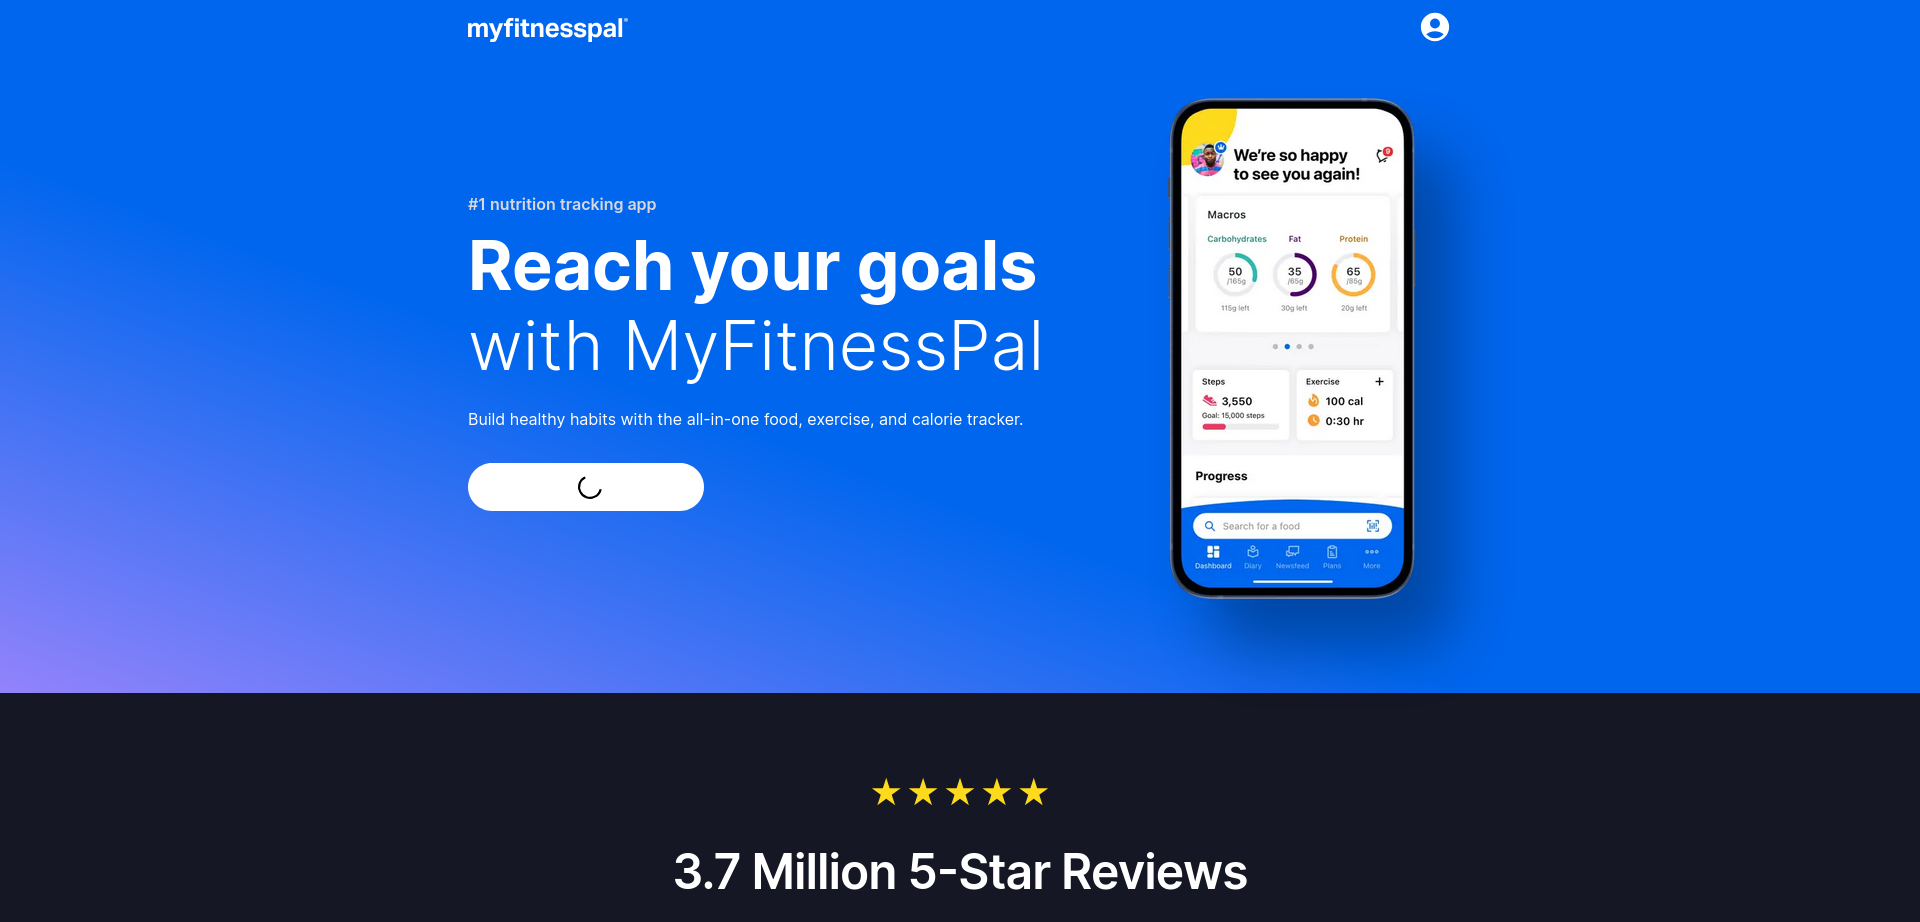 myfitnesspal
#1 nutrition tracking app
Reach your goals
with MyFitnessPal
Build healthy habits with the all-in-one food, exercise, and calorie tracker.
We're so happy
to see you again!
9
Macros
Carbohydrates Fat Protein
50 35 65
/165g /65g /85g
115g left 30g left 20g left
Steps
3,550
Goal: 15,000 steps
Exercise +
100 cal
0:30 hr
Progress
Search for a food
Dashboard Diary Newsfeed Plans More
3.7 Million 5-Star Reviews